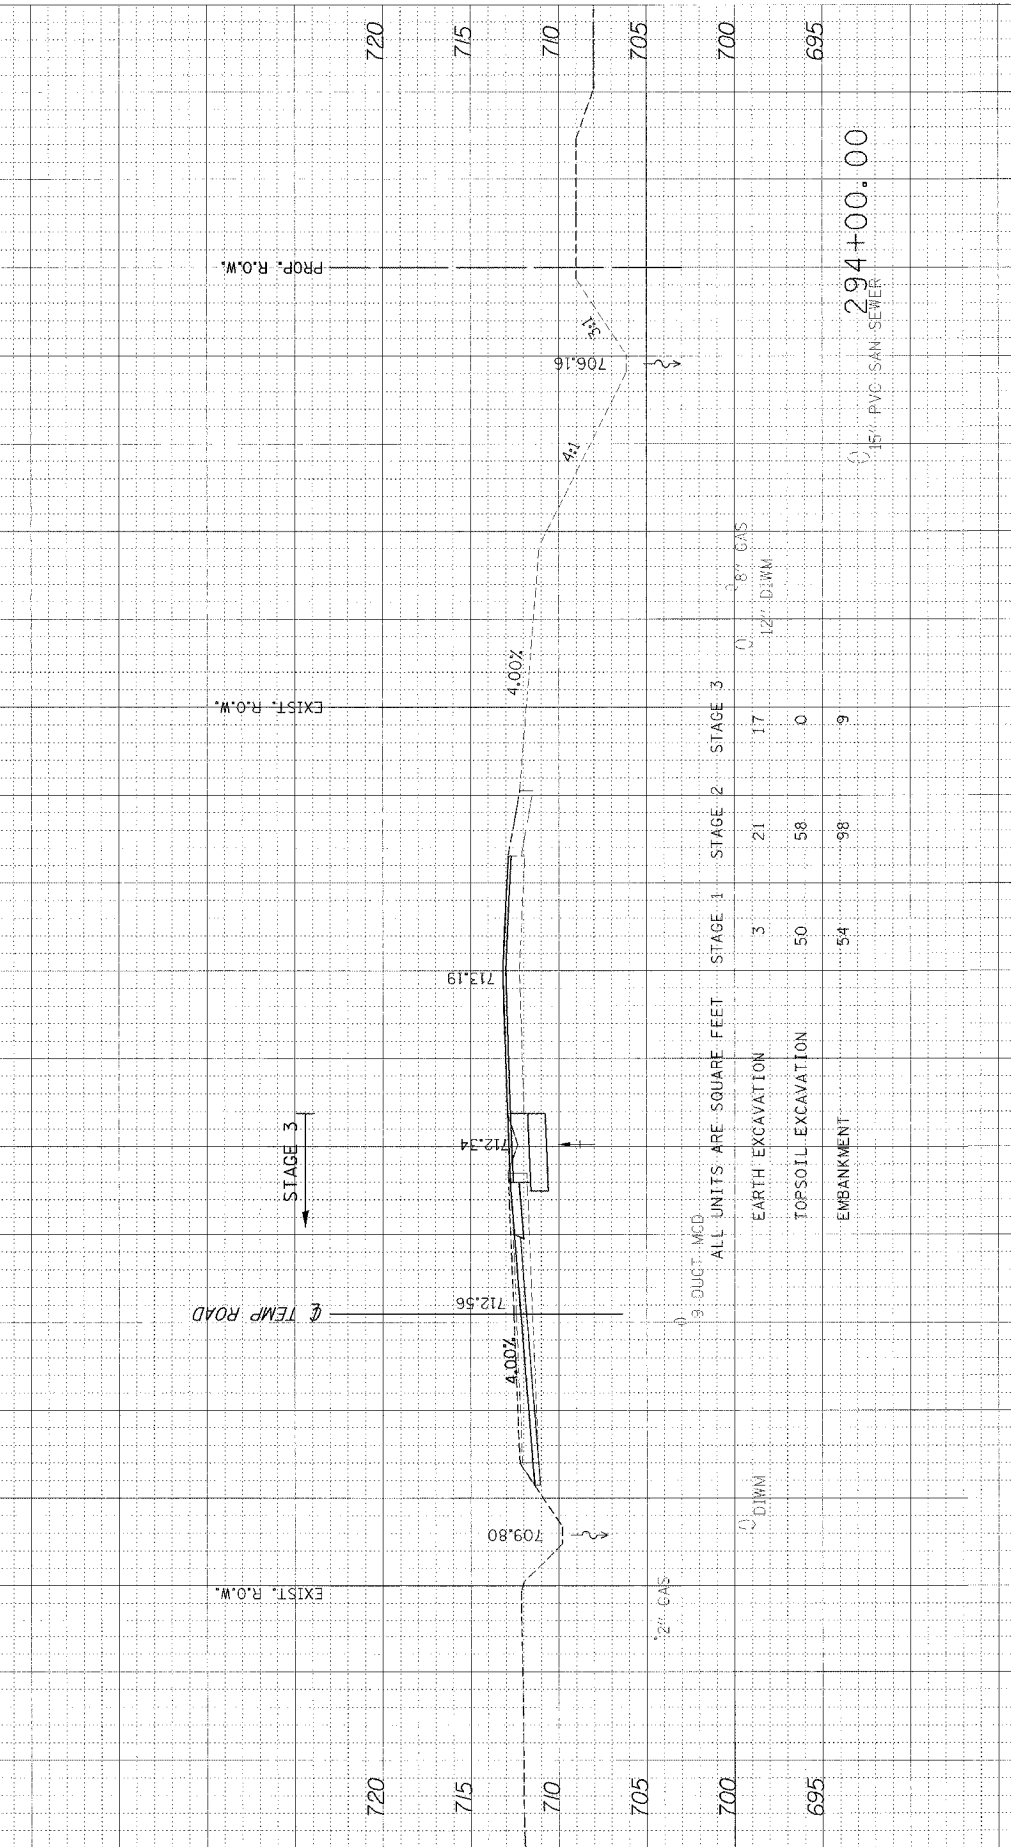 720
715
710
705
700
695
294+00.00
PROP. R.O.W.
3:1
706.16
15" PVC SAN SEWER
4:1
8" GAS
12" DIWM
4.00%
EXIST. R.O.W.
713.19
STAGE 3
712.34
ALL UNITS ARE SQUARE FEET STAGE 1 STAGE 2 STAGE 3
EARTH EXCAVATION 3 21 17
TOPSOIL EXCAVATION 50 58 0
EMBANKMENT 54 98 9
℄ TEMP ROAD
712.56
4.00%
9 DUCT MCD
DIWM
709.80
EXIST. R.O.W.
2" GAS
720
715
710
705
700
695